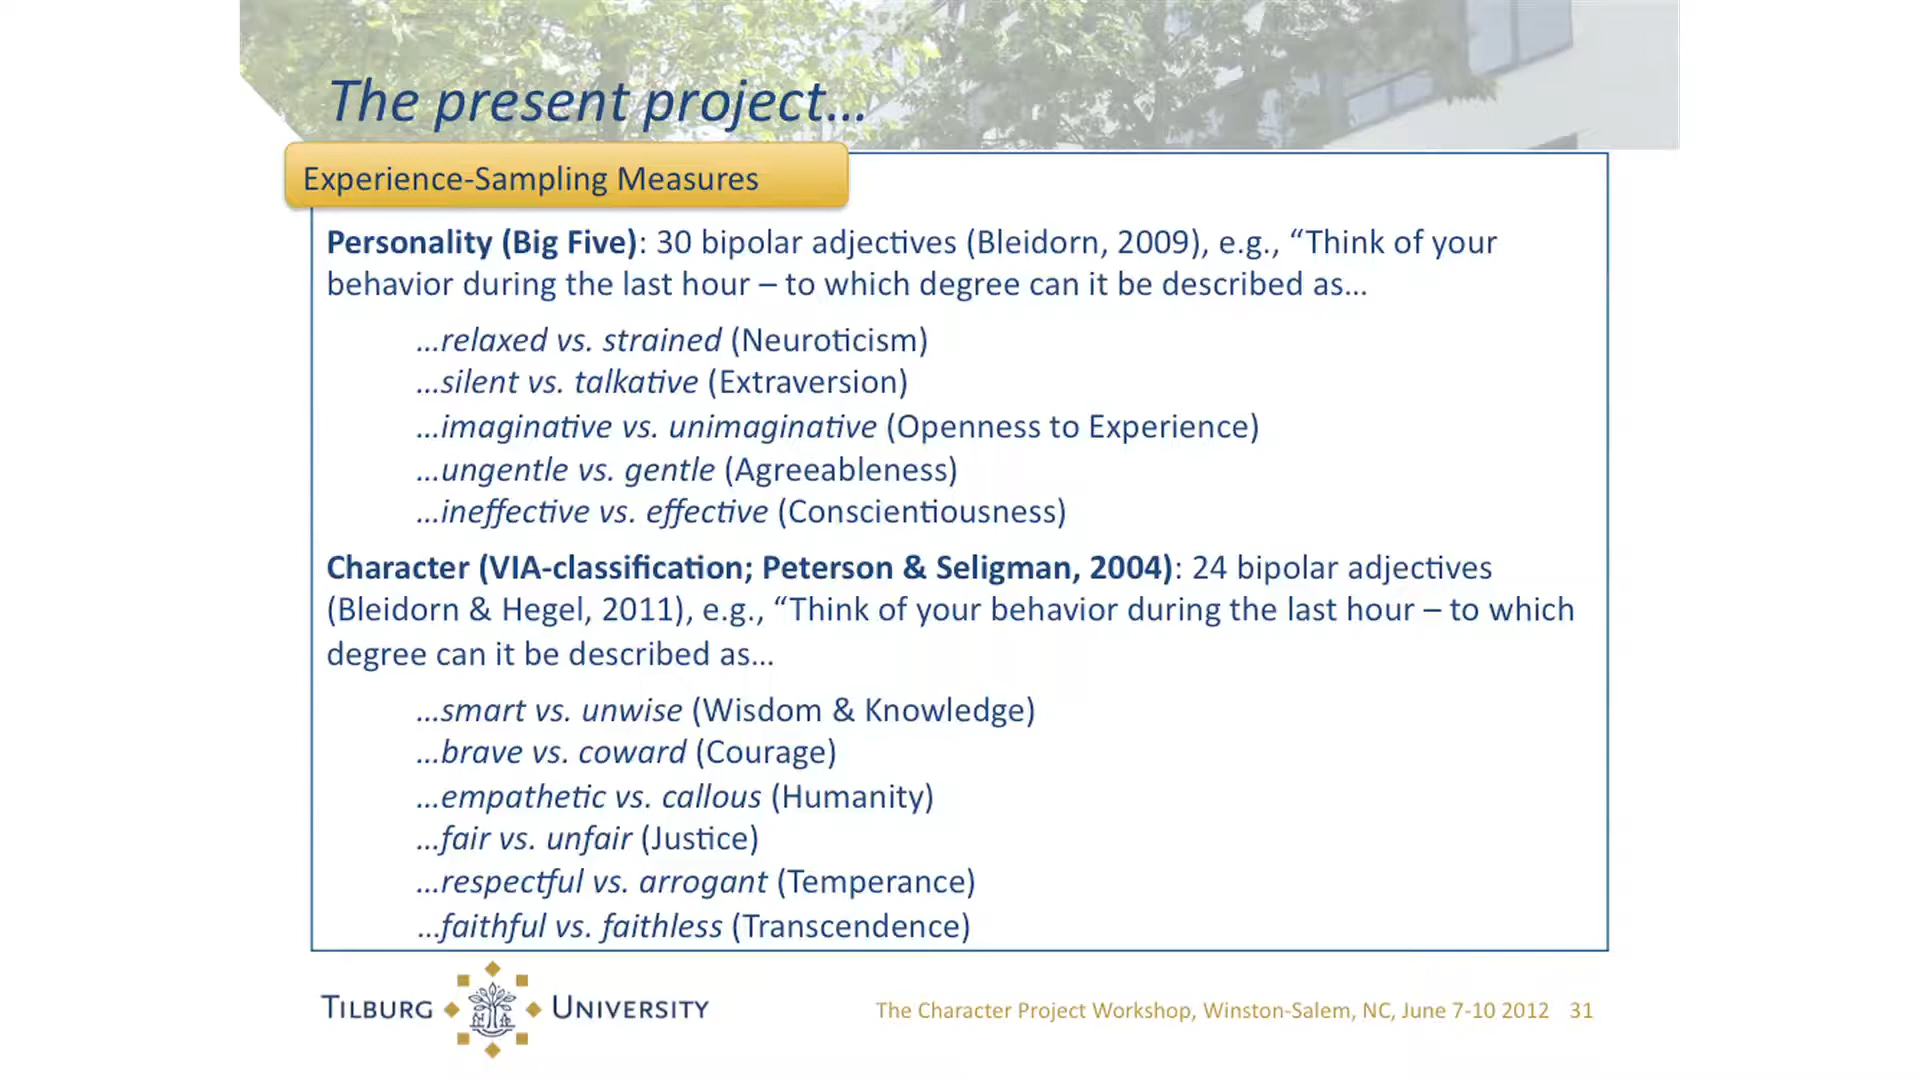 The present project...
Experience-Sampling Measures
Personality (Big Five): 30 bipolar adjectives (Bleidorn, 2009), e.g., “Think of your
behavior during the last hour – to which degree can it be described as...
...relaxed vs. strained (Neuroticism)
...silent vs. talkative (Extraversion)
...imaginative vs. unimaginative (Openness to Experience)
...ungentle vs. gentle (Agreeableness)
...ineffective vs. effective (Conscientiousness)
Character (VIA-classification; Peterson & Seligman, 2004): 24 bipolar adjectives
(Bleidorn & Hegel, 2011), e.g., “Think of your behavior during the last hour – to which
degree can it be described as...
...smart vs. unwise (Wisdom & Knowledge)
...brave vs. coward (Courage)
...empathetic vs. callous (Humanity)
...fair vs. unfair (Justice)
...respectful vs. arrogant (Temperance)
...faithful vs. faithless (Transcendence)
TILBURG UNIVERSITY
The Character Project Workshop, Winston-Salem, NC, June 7-10 2012 31